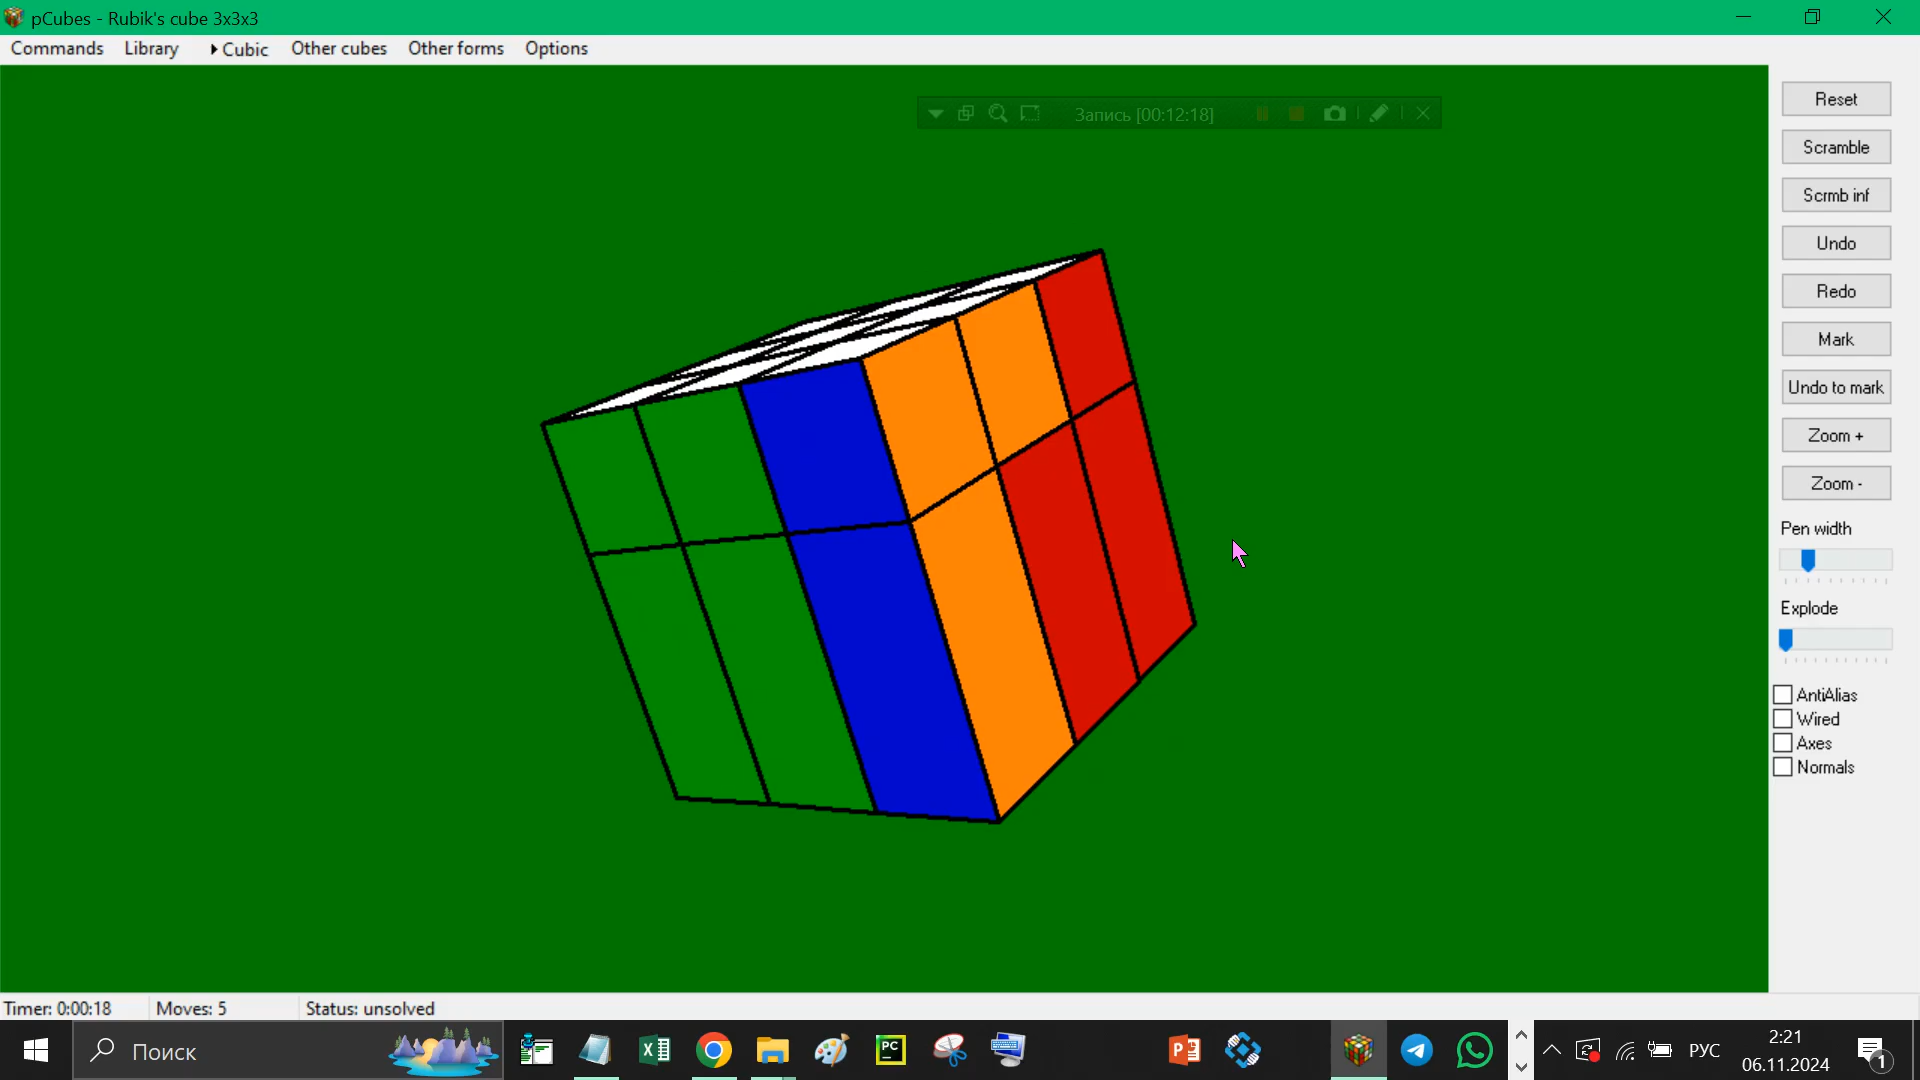 pCubes - Rubik's cube 3x3x3
Commands Library Cubic Other cubes Other forms Options
Запись [00:12:18]
Reset
Scramble
Scrmb inf
Undo
Redo
Mark
Undo to mark
Zoom +
Zoom -
Pen width
Explode
AntiAlias
Wired
Axes
Normals
Timer: 0:00:18 Moves: 5 Status: unsolved
Поиск
PC
РУС
2:21
06.11.2024
1